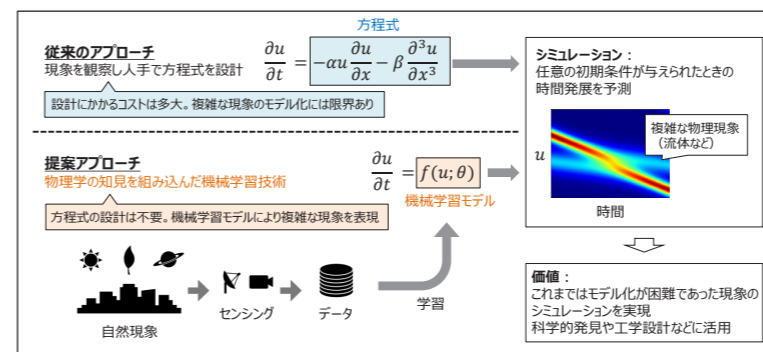 方程式
従来のアプローチ
現象を観察し人手で方程式を設計
∂u/∂t = −αu ∂u/∂x − β ∂³u/∂x³
設計にかかるコストは多大。複雑な現象のモデル化には限界あり
提案アプローチ
物理学の知見を組み込んだ機械学習技術
∂u/∂t = f(u; θ)
機械学習モデル
方程式の設計は不要。機械学習モデルにより複雑な現象を表現
自然現象
センシング
データ
学習
シミュレーション：
任意の初期条件が与えられたときの
時間発展を予測
複雑な物理現象
（流体など）
u
時間
価値：
これまではモデル化が困難であった現象の
シミュレーションを実現
科学的発見や工学設計などに活用